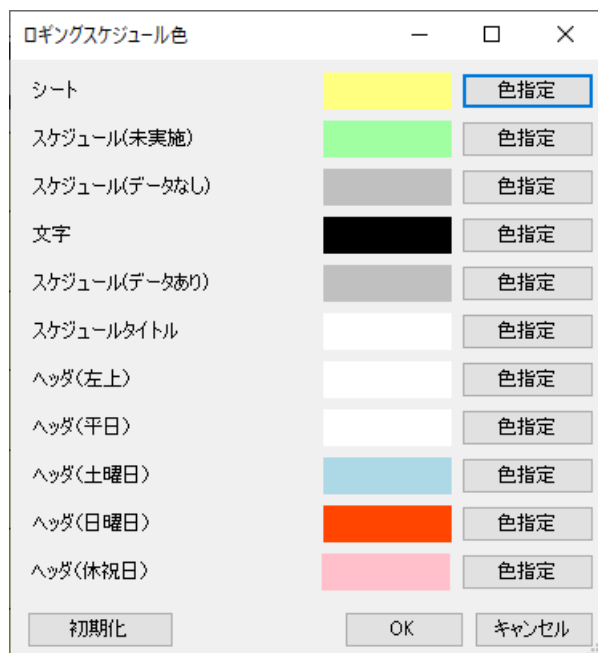 ロギングスケジュール色
シート 色指定
スケジュール(未実施) 色指定
スケジュール(データなし) 色指定
文字 色指定
スケジュール(データあり) 色指定
スケジュールタイトル 色指定
ヘッダ(左上) 色指定
ヘッダ(平日) 色指定
ヘッダ(土曜日) 色指定
ヘッダ(日曜日) 色指定
ヘッダ(休祝日) 色指定
初期化 OK キャンセル